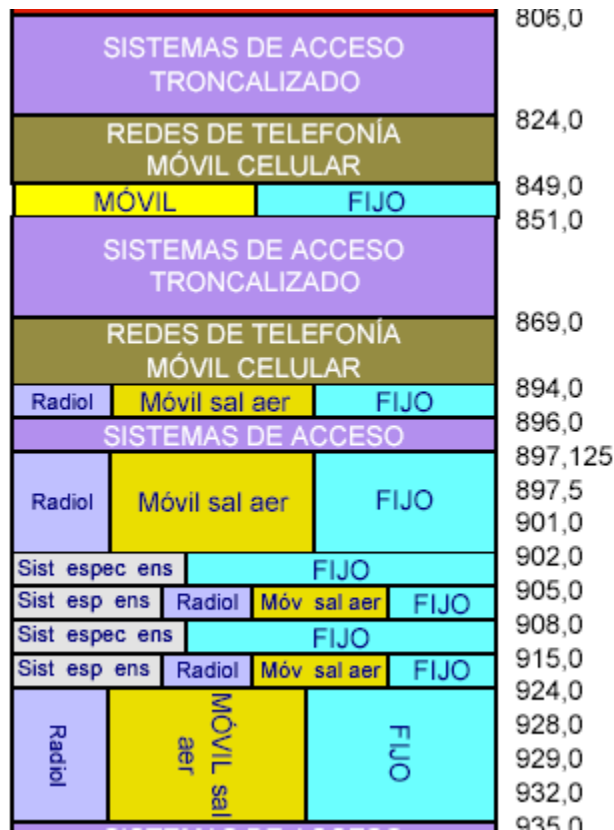 806,0
SISTEMAS DE ACCESO
TRONCALIZADO
824,0
REDES DE TELEFONÍA
MÓVIL CELULAR
849,0
MÓVIL FIJO
851,0
SISTEMAS DE ACCESO
TRONCALIZADO
869,0
REDES DE TELEFONÍA
MÓVIL CELULAR
894,0
Radiol Móvil sal aer FIJO
896,0
SISTEMAS DE ACCESO
897,125
Radiol Móvil sal aer FIJO
897,5
901,0
902,0
Sist espec ens FIJO
905,0
Sist esp ens Radiol Móv sal aer FIJO
908,0
Sist espec ens FIJO
915,0
Sist esp ens Radiol Móv sal aer FIJO
924,0
Radiol
MÓVIL sal
aer
FIJO
928,0
929,0
932,0
935,0
SISTEMAS DE ACCESO